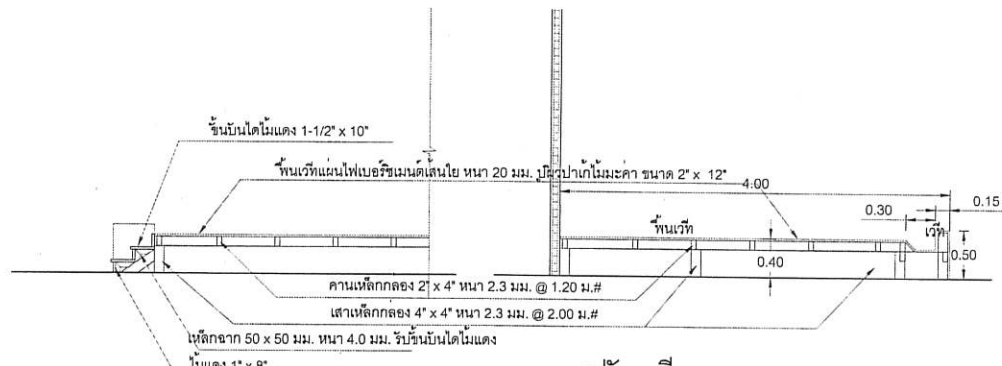 ขั้นบันไดไม้แดง 1-1/2" x 10"
พื้นเวทีแผ่นไฟเบอร์ซิเมนต์เส้นใย หนา 20 มม. ปูผิวปาเก้ไม้มะค่า ขนาด 2" x 12"
4.00
0.30
0.15
พื้นเวที
เวที
0.50
0.40
คานเหล็กกล่อง 2" x 4" หนา 2.3 มม. @ 1.20 ม.#
เสาเหล็กกล่อง 4" x 4" หนา 2.3 มม. @ 2.00 ม.#
เหล็กฉาก 50 x 50 มม. หนา 4.0 มม. รับขั้นบันไดไม้แดง
ไม้แดง 1" x 8"